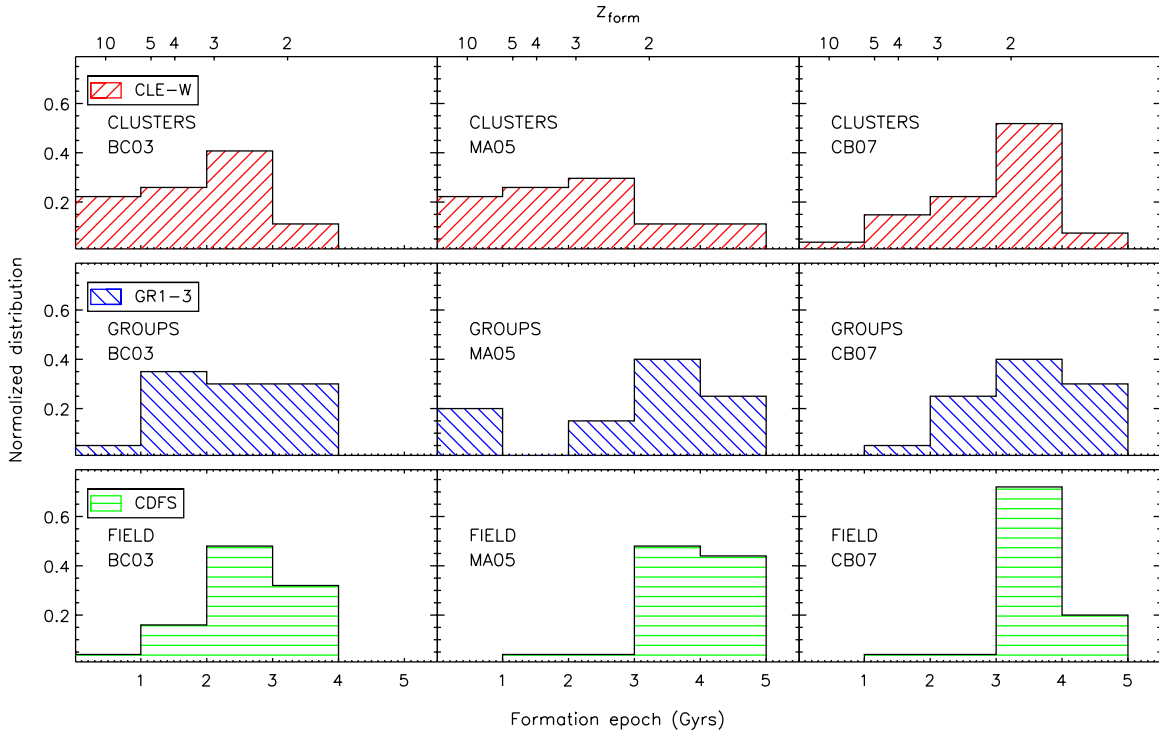 Z_form
10 5 4 3 2 10 5 4 3 2 10 5 4 3 2
CLE-W
CLUSTERS
BC03
CLUSTERS
MA05
CLUSTERS
CB07
0.6
0.4
0.2
GR1-3
GROUPS
BC03
GROUPS
MA05
GROUPS
CB07
0.6
0.4
0.2
Normalized distribution
CDFS
FIELD
BC03
FIELD
MA05
FIELD
CB07
0.6
0.4
0.2
1 2 3 4 5 1 2 3 4 5 1 2 3 4 5
Formation epoch (Gyrs)